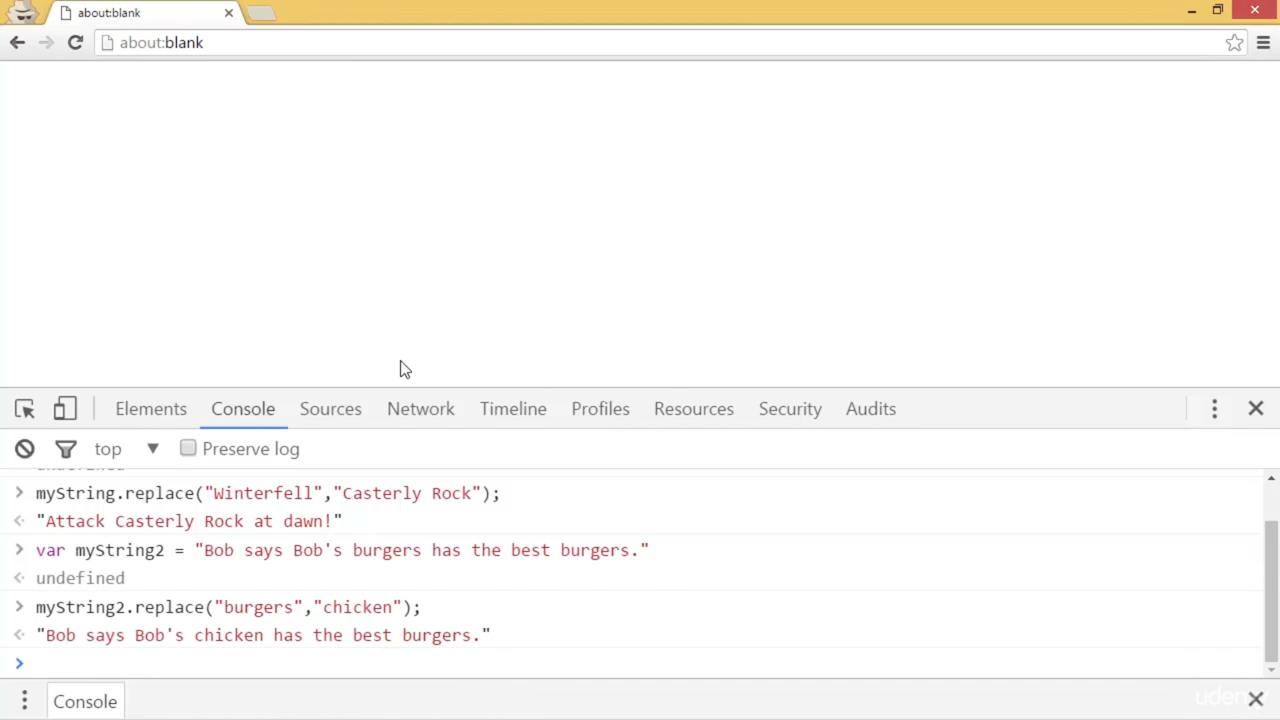 about:blank
about:blank
Elements Console Sources Network Timeline Profiles Resources Security Audits
top Preserve log
undefined
myString.replace("Winterfell","Casterly Rock");
"Attack Casterly Rock at dawn!"
var myString2 = "Bob says Bob's burgers has the best burgers."
undefined
myString2.replace("burgers","chicken");
"Bob says Bob's chicken has the best burgers."
Console
udemy